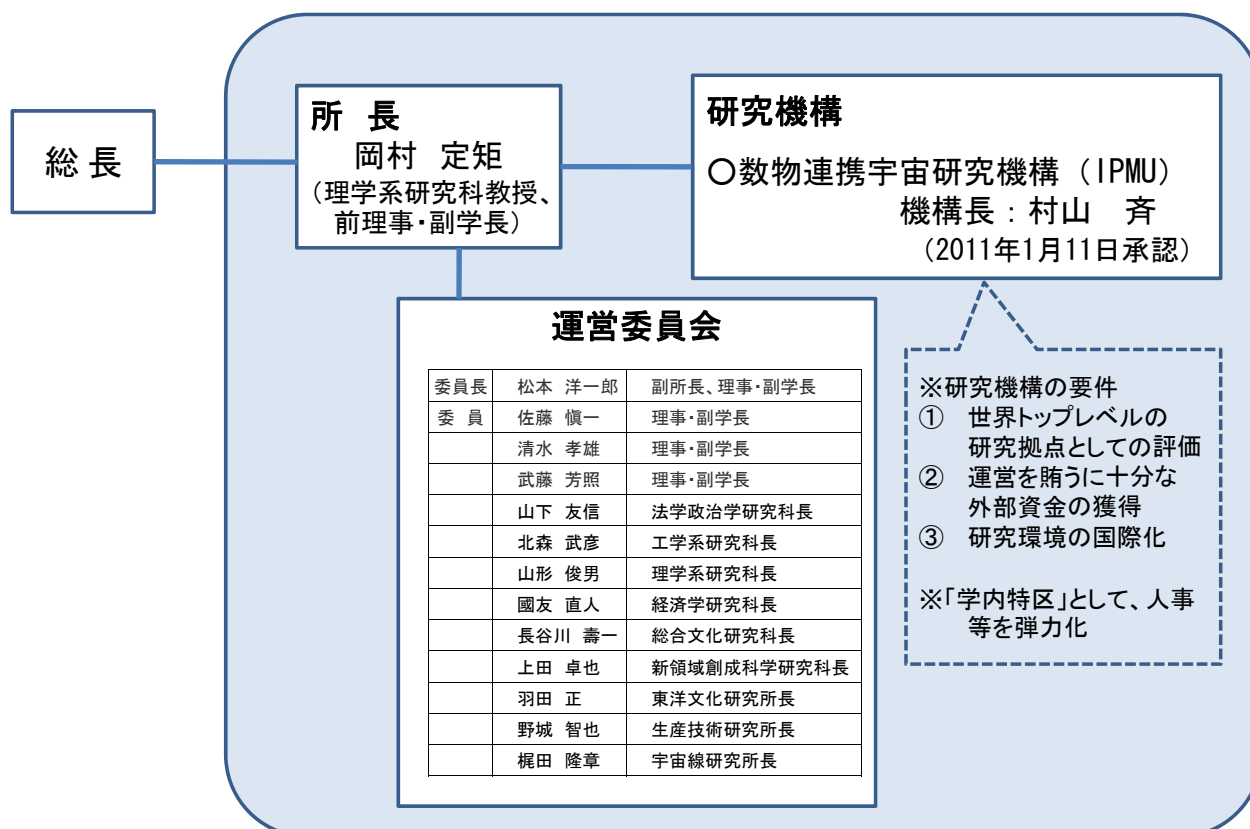 総長
所 長
岡村 定矩
(理学系研究科教授、
前理事・副学長)
研究機構
○数物連携宇宙研究機構(IPMU)
機構長:村山 斉
(2011年1月11日承認)
運営委員会
委員長 松本 洋一郎 副所長、理事・副学長
委 員 佐藤 愼一 理事・副学長
清水 孝雄 理事・副学長
武藤 芳照 理事・副学長
山下 友信 法学政治学研究科長
北森 武彦 工学系研究科長
山形 俊男 理学系研究科長
國友 直人 経済学研究科長
長谷川 壽一 総合文化研究科長
上田 卓也 新領域創成科学研究科長
羽田 正 東洋文化研究所長
野城 智也 生産技術研究所長
梶田 隆章 宇宙線研究所長
※研究機構の要件
① 世界トップレベルの
研究拠点としての評価
② 運営を賄うに十分な
外部資金の獲得
③ 研究環境の国際化
※「学内特区」として、人事
等を弾力化